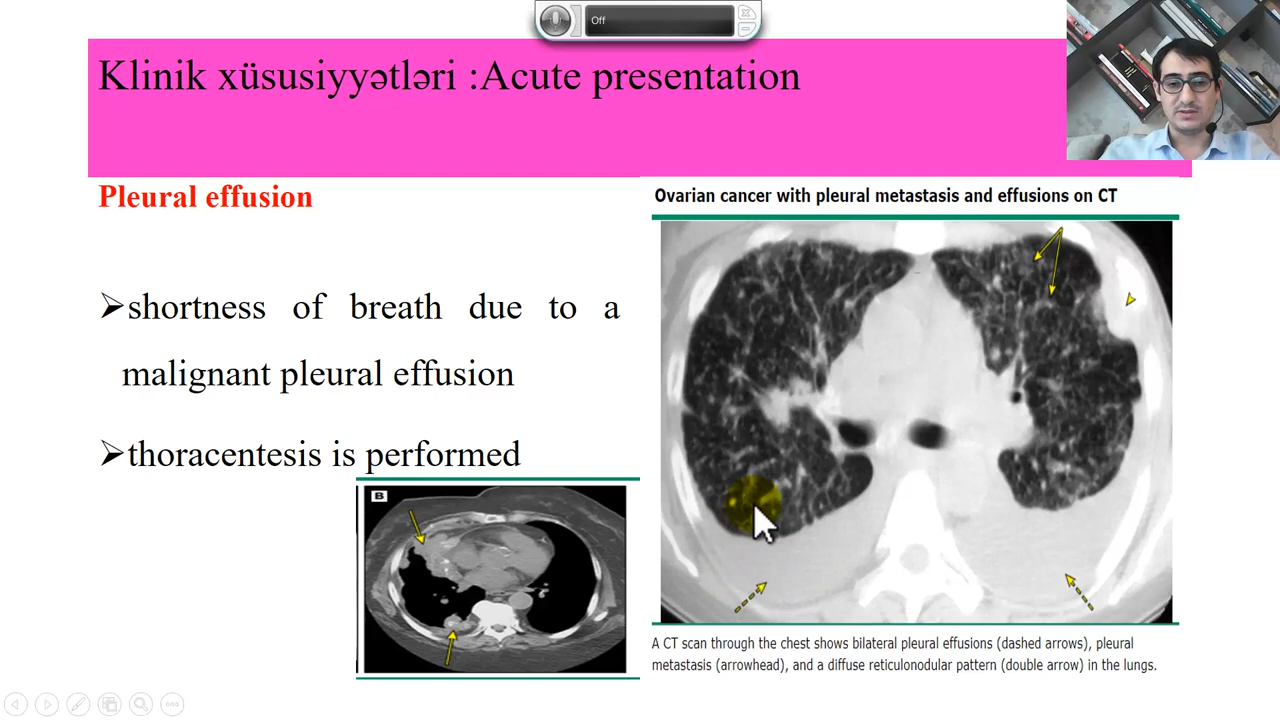 Off
Klinik xüsusiyyətləri :Acute presentation
Pleural effusion
➢shortness of breath due to a
malignant pleural effusion
➢thoracentesis is performed
B
Ovarian cancer with pleural metastasis and effusions on CT
A CT scan through the chest shows bilateral pleural effusions (dashed arrows), pleural
metastasis (arrowhead), and a diffuse reticulonodular pattern (double arrow) in the lungs.